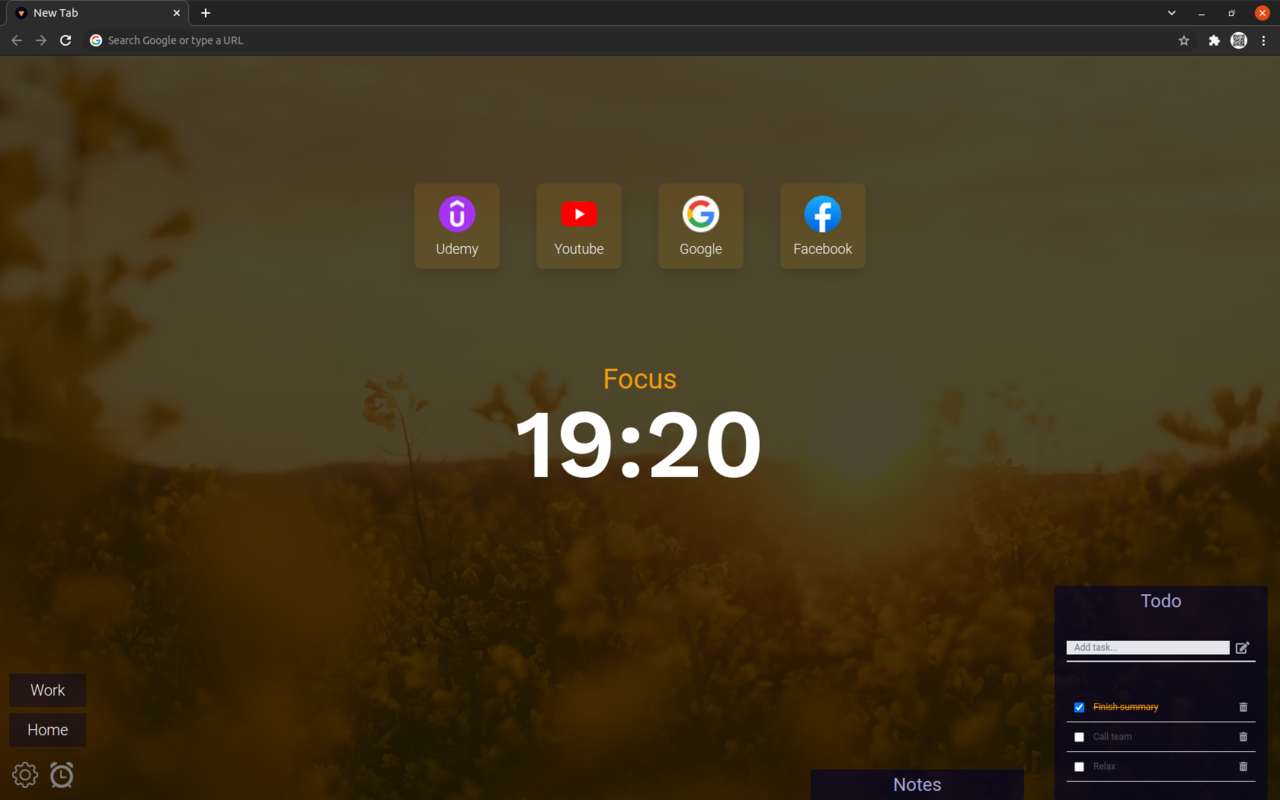 New Tab
Search Google or type a URL
Udemy
Youtube
Google
Facebook
Focus
19:20
Todo
Add task...
Finish summary
Call team
Relax
Work
Home
Notes